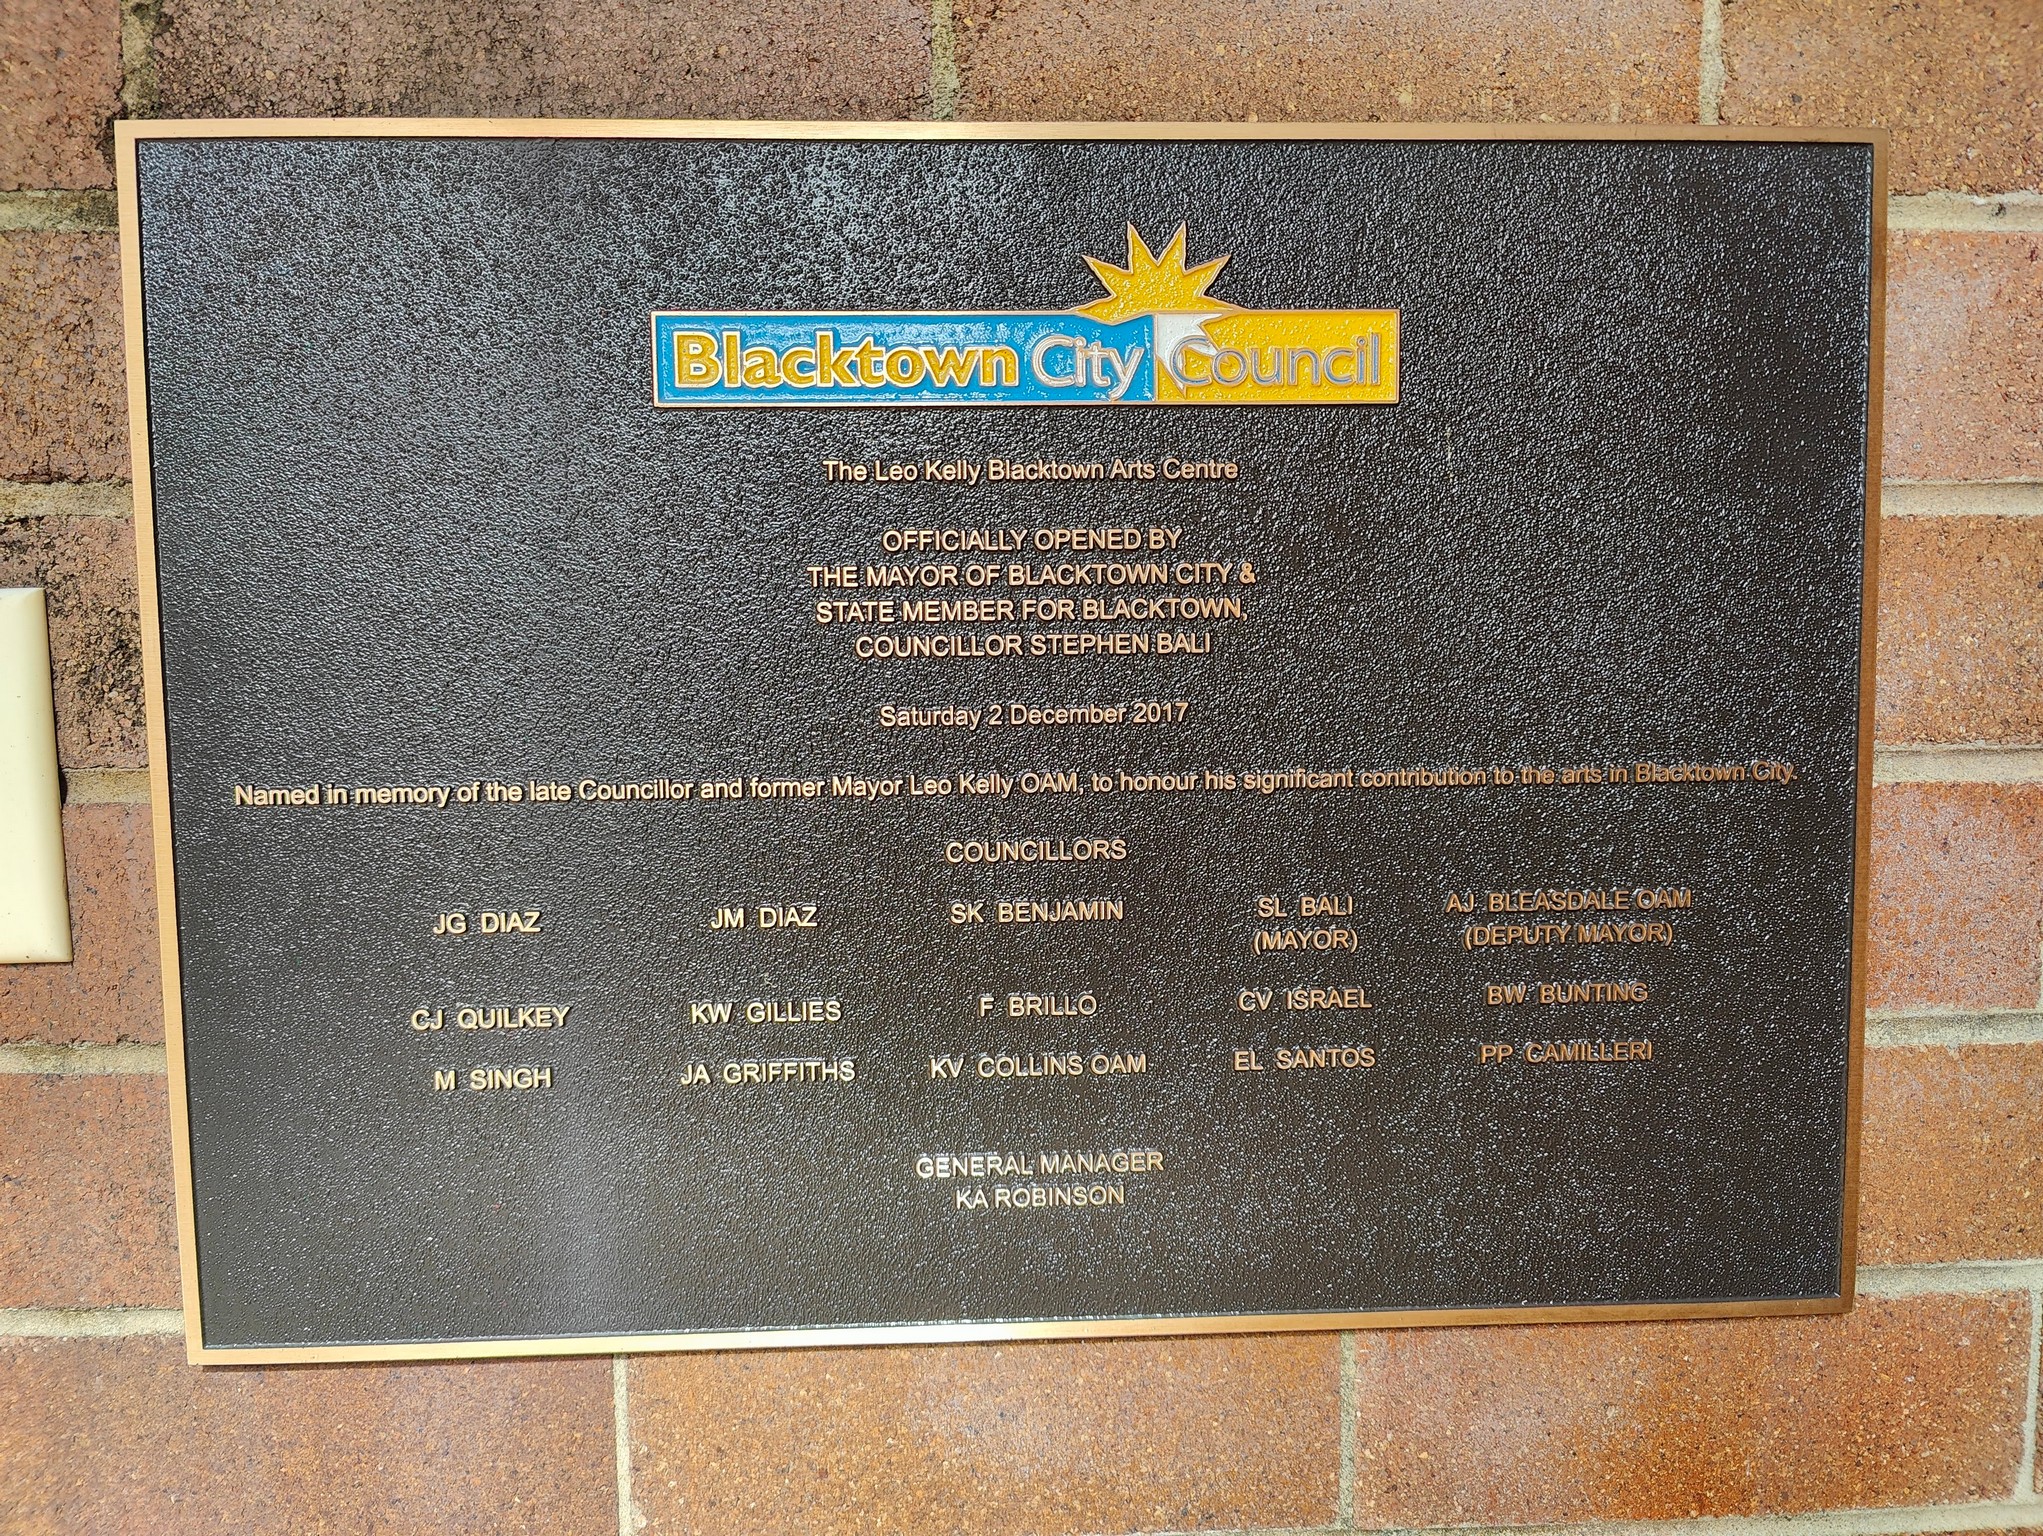 Blacktown City Council
The Leo Kelly Blacktown Arts Centre
OFFICIALLY OPENED BY
THE MAYOR OF BLACKTOWN CITY &
STATE MEMBER FOR BLACKTOWN,
COUNCILLOR STEPHEN BALI
Saturday 2 December 2017
Named in memory of the late Councillor and former Mayor Leo Kelly OAM, to honour his significant contribution to the arts in Blacktown City.
COUNCILLORS
JG DIAZ JM DIAZ SK BENJAMIN SL BALI AJ BLEASDALE OAM
(MAYOR) (DEPUTY MAYOR)
CJ QUILKEY KW GILLIES F BRILLO CV ISRAEL BW BUNTING
M SINGH JA GRIFFITHS KV COLLINS OAM EL SANTOS PP CAMILLERI
GENERAL MANAGER
KA ROBINSON